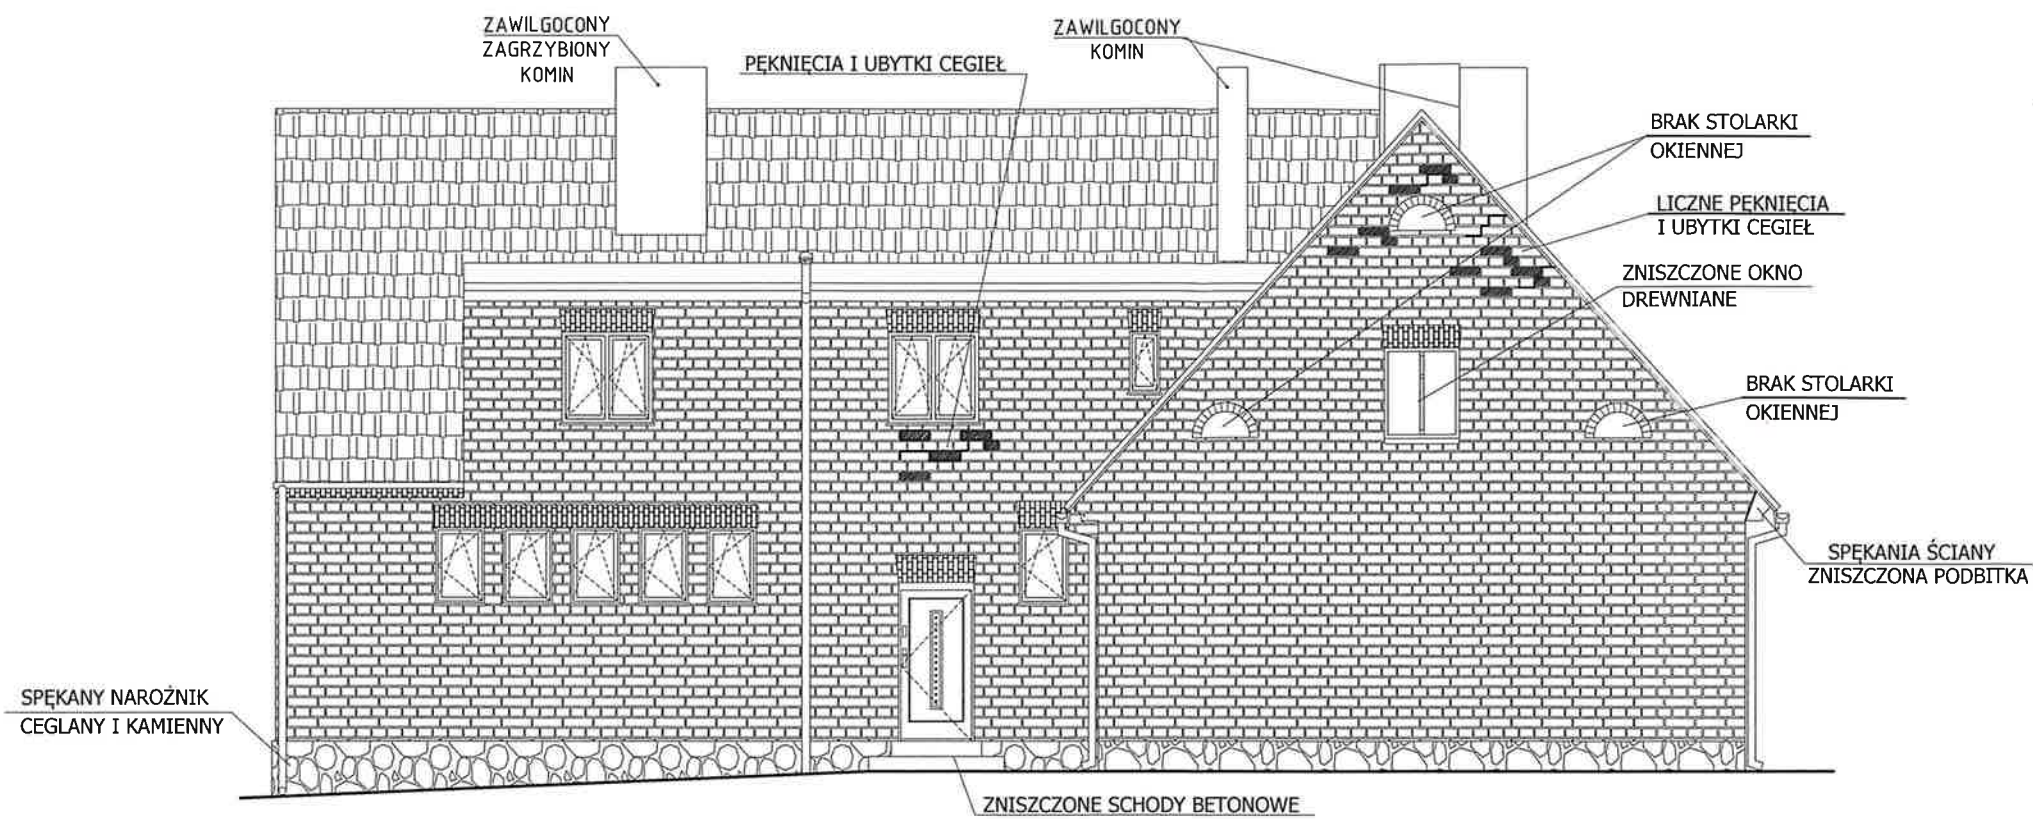 ZAWILGOCONY
ZAGRZYBIONY
KOMIN
PĘKNIĘCIA I UBYTKI CEGIEŁ
ZAWILGOCONY
KOMIN
BRAK STOLARKI
OKIENNEJ
LICZNE PĘKNIĘCIA
I UBYTKI CEGIEŁ
ZNISZCZONE OKNO
DREWNIANE
BRAK STOLARKI
OKIENNEJ
SPĘKANIA ŚCIANY
ZNISZCZONA PODBITKA
SPĘKANY NAROŻNIK
CEGLANY I KAMIENNY
ZNISZCZONE SCHODY BETONOWE